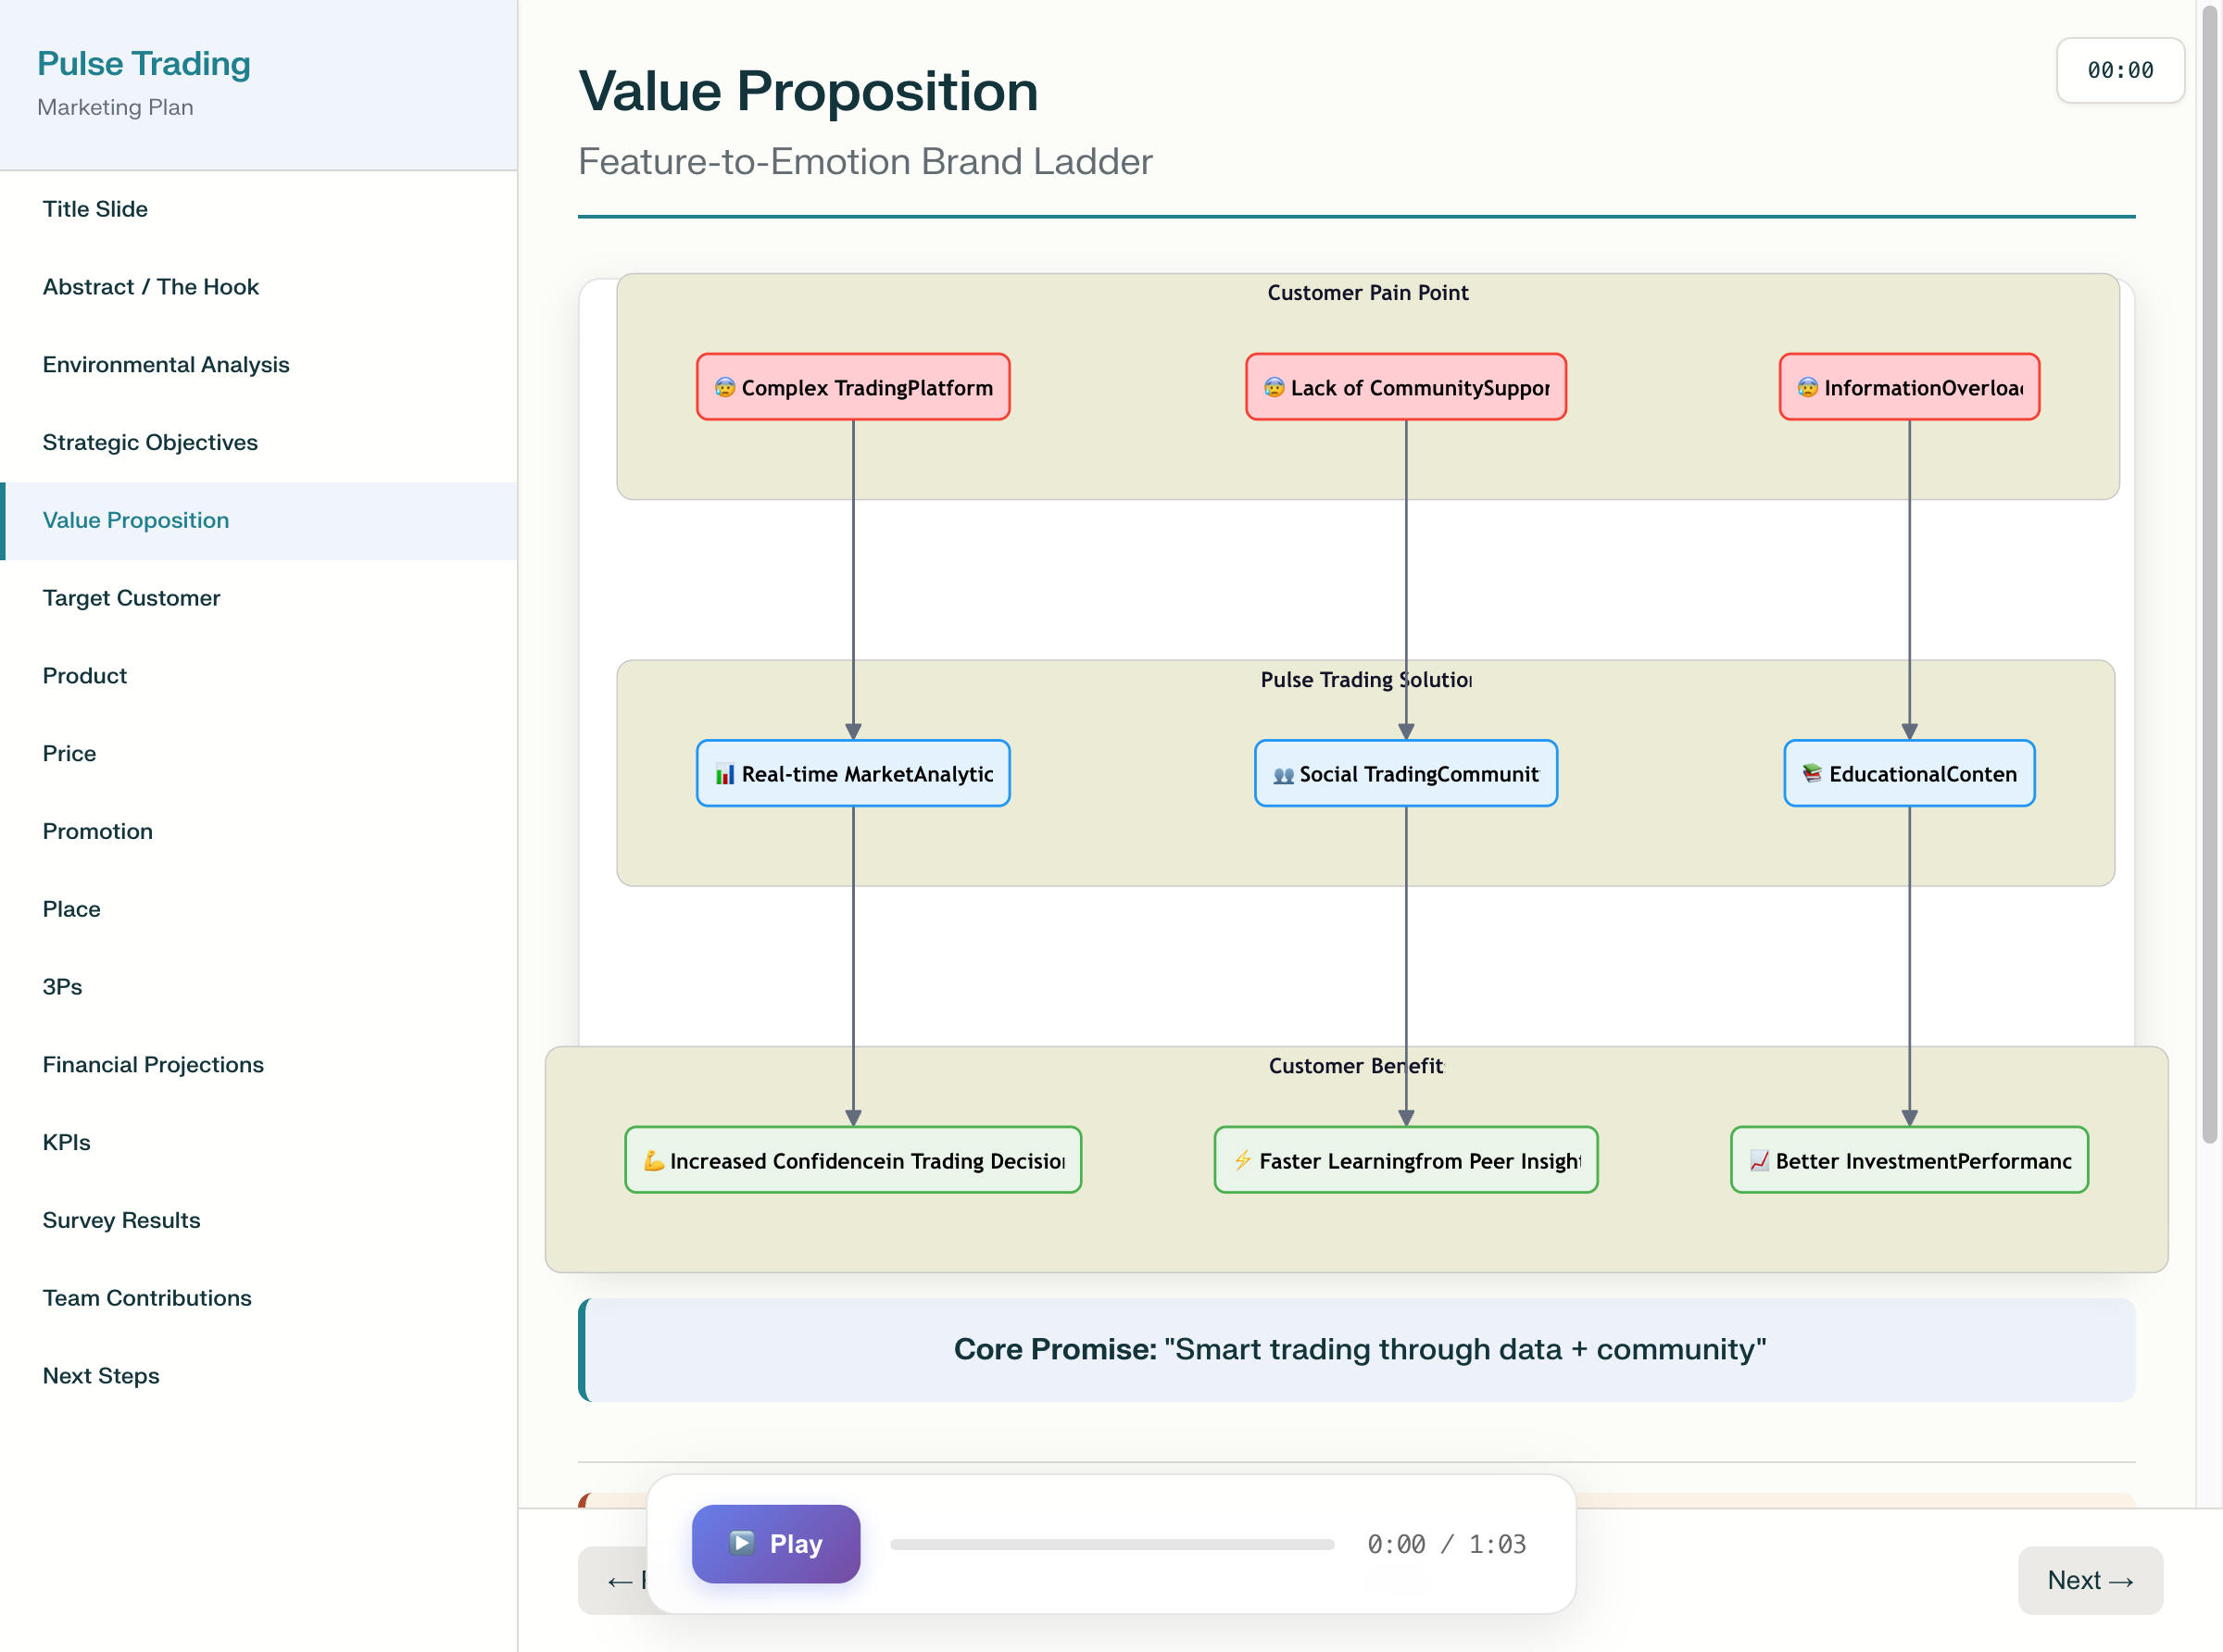 Pulse Trading
Marketing Plan
Title Slide
Abstract / The Hook
Environmental Analysis
Strategic Objectives
Value Proposition
Target Customer
Product
Price
Promotion
Place
3Ps
Financial Projections
KPIs
Survey Results
Team Contributions
Next Steps
00:00
Value Proposition
Feature-to-Emotion Brand Ladder
Customer Pain Point
😰 Complex TradingPlatform
😰 Lack of CommunitySuppor
😰 InformationOverloa
Pulse Trading Solution
📊 Real-time MarketAnalytic
👥 Social TradingCommunit
📚 EducationalConten
Customer Benefit
💪 Increased Confidencein Trading Decision
⚡ Faster Learningfrom Peer Insight
📈 Better InvestmentPerformanc
Core Promise: "Smart trading through data + community"
▶️ Play
0:00 / 1:03
←
Next →